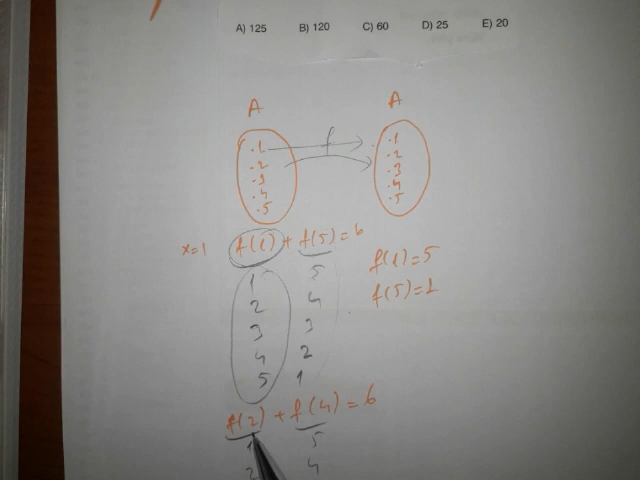 A) 125 B) 120 C) 60 D) 25 E) 20
A A
.1 f .1
.2 .2
.3 .3
.4 .4
.5 .5
x=1 f(1) + f(5) = 6
f(1)=5
f(5)=1
1 5
2 4
3 3
4 2
5 1
f(2) + f(4) = 6
1 5
2 4